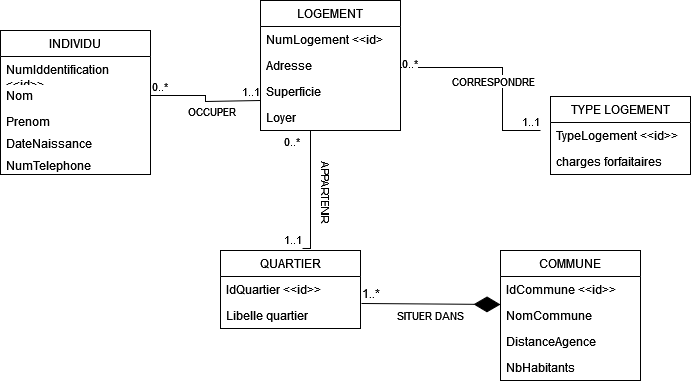 LOGEMENT
NumLogement <<id>
Adresse
Superficie
Loyer
INDIVIDU
NumIddentification
<<id>>
Nom
Prenom
DateNaissance
NumTelephone
0..*
OCCUPER
1..1
0..*
CORRESPONDRE
1..1
TYPE LOGEMENT
TypeLogement <<id>>
charges forfaitaires
0..*
APPARTENIR
1..1
QUARTIER
IdQuartier <<id>>
Libelle quartier
1..*
SITUER DANS
COMMUNE
IdCommune <<id>>
NomCommune
DistanceAgence
NbHabitants